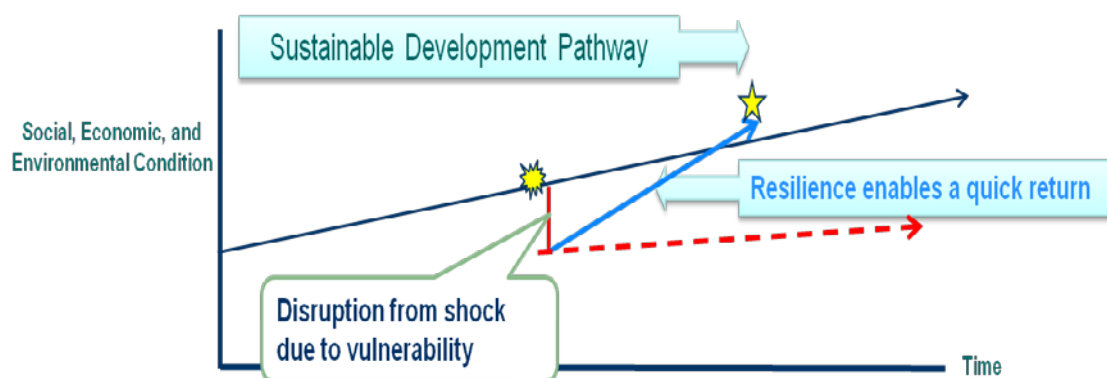 Sustainable Development Pathway
Social, Economic, and
Environmental Condition
Resilience enables a quick return
Disruption from shock
due to vulnerability
Time